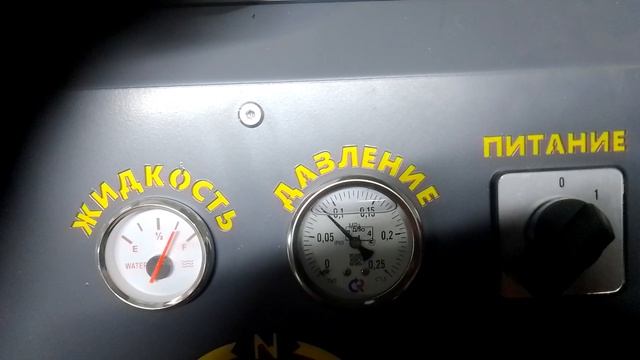 ЖИДКОСТЬ
ДАВЛЕНИЕ
ПИТАНИЕ
E ½ F
WATER
0 0,05 0,1 0,15 0,2 0,25
0 1
N